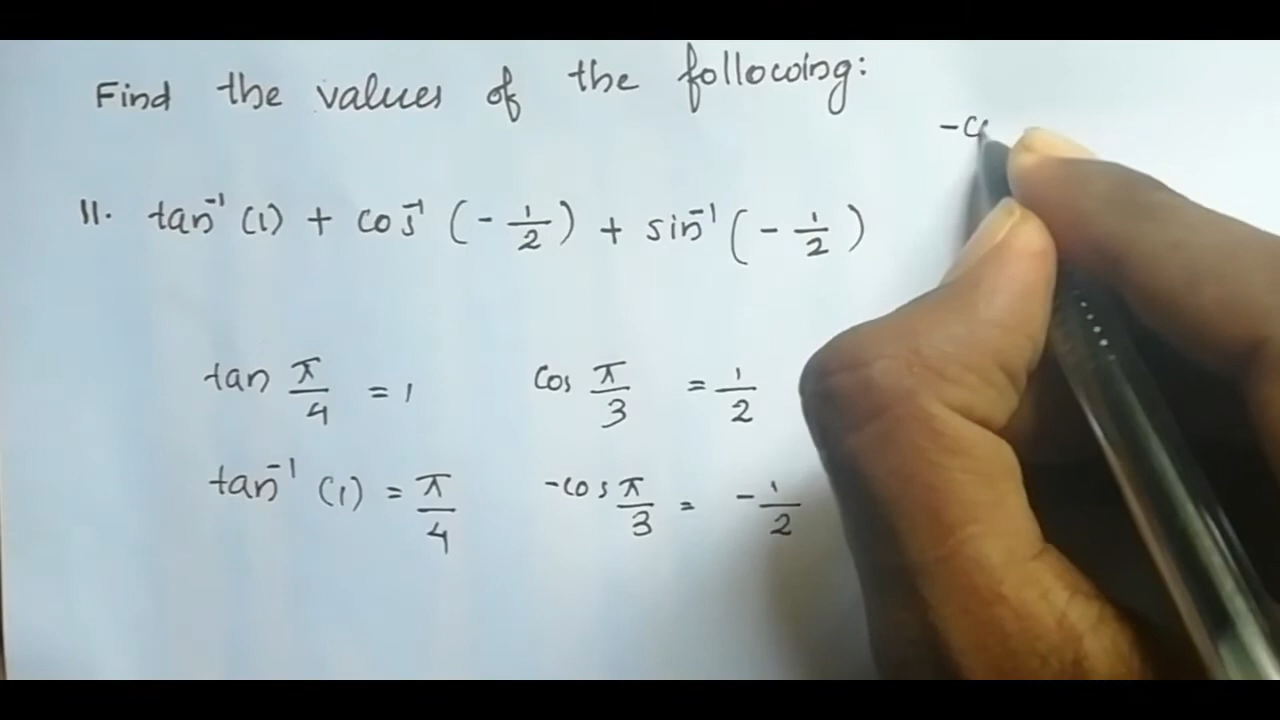 Find the values of the following:
-c
11. tan⁻¹ (1) + cos⁻¹ (- 1/2) + sin⁻¹ (- 1/2)
tan π/4 = 1 cos π/3 = 1/2
tan⁻¹ (1) = π/4 -cos π/3 = - 1/2